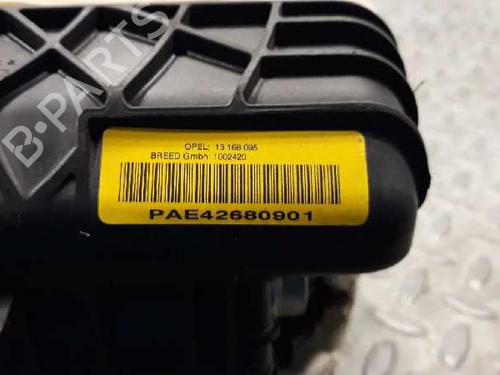 B-PARTS
OPEL: 13 168 095
BREED Gmbh: 1002420
PAE42680901